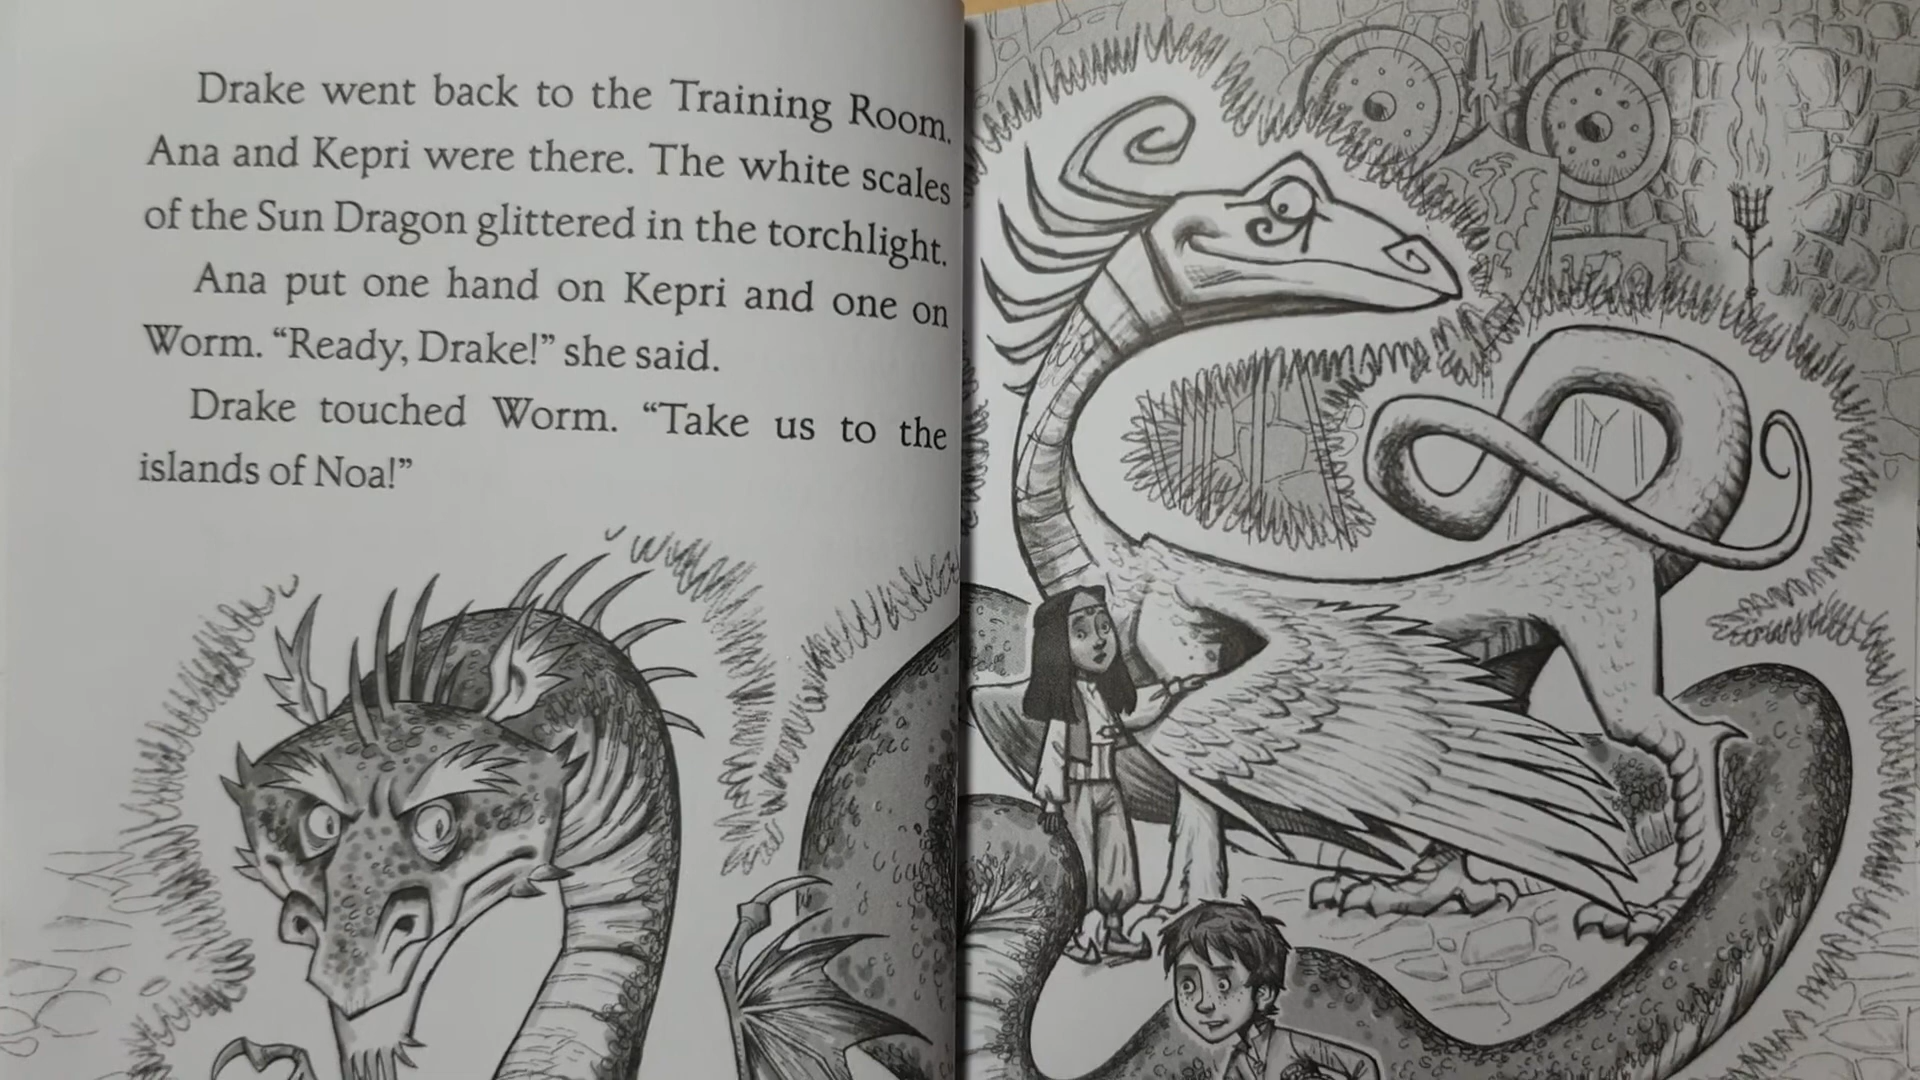 Drake went back to the Training Room.
Ana and Kepri were there. The white scales
of the Sun Dragon glittered in the torchlight.
Ana put one hand on Kepri and one on
Worm. “Ready, Drake!” she said.
Drake touched Worm. “Take us to the
islands of Noa!”